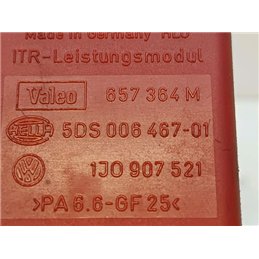 Made in Germany HLO
ITR-Leistungsmodul
Valeo 657 364 M
HELLA 5DS 006 467-01
1J0 907 521
>PA 6.6-GF 25<